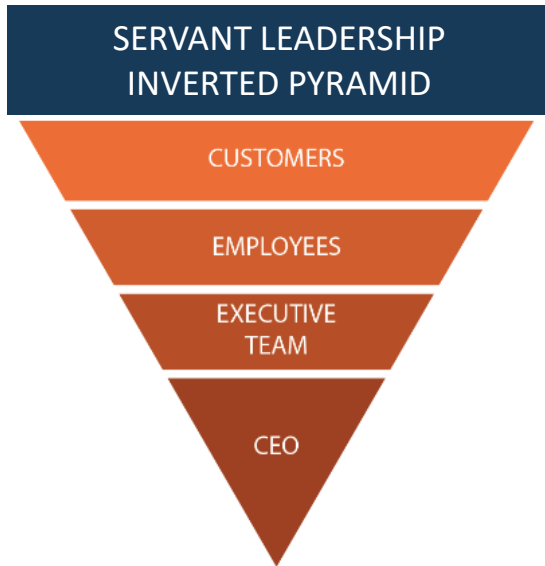 SERVANT LEADERSHIP
INVERTED PYRAMID
CUSTOMERS
EMPLOYEES
EXECUTIVE
TEAM
CEO